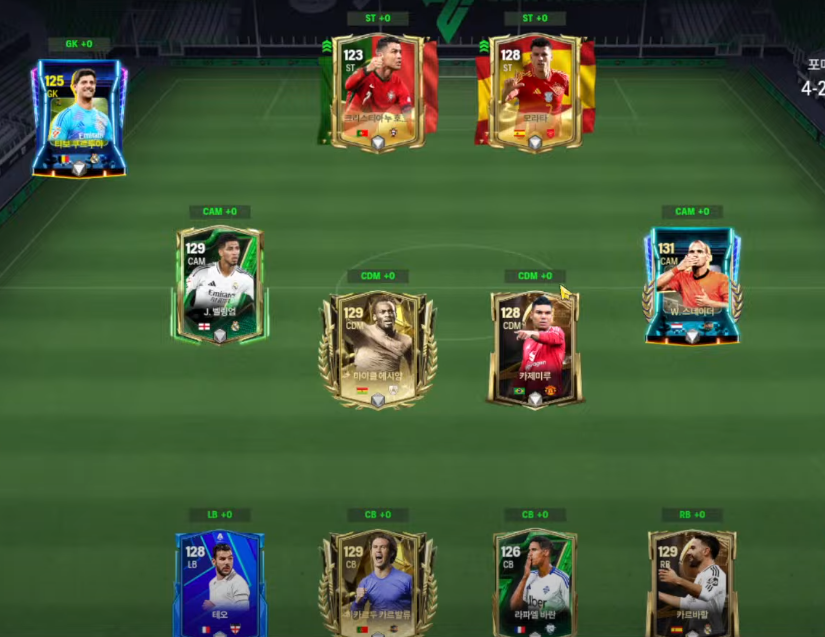 ST +0
ST +0
GK +0
123
ST
크리스티아누 호
128
ST
모라타
포메
4-2
125
GK
티보 쿠르투아
CAM +0
CAM +0
129
CAM
J. 벨링엄
131
CAM
W. 스네이더
CDM +0
CDM +0
129
CDM
마이클 에시앙
128
CDM
카제미루
LB +0
CB +0
CB +0
RB +0
128
LB
테오
129
CB
히카르두 카르발류
126
CB
라파엘 바란
129
RB
카르바할